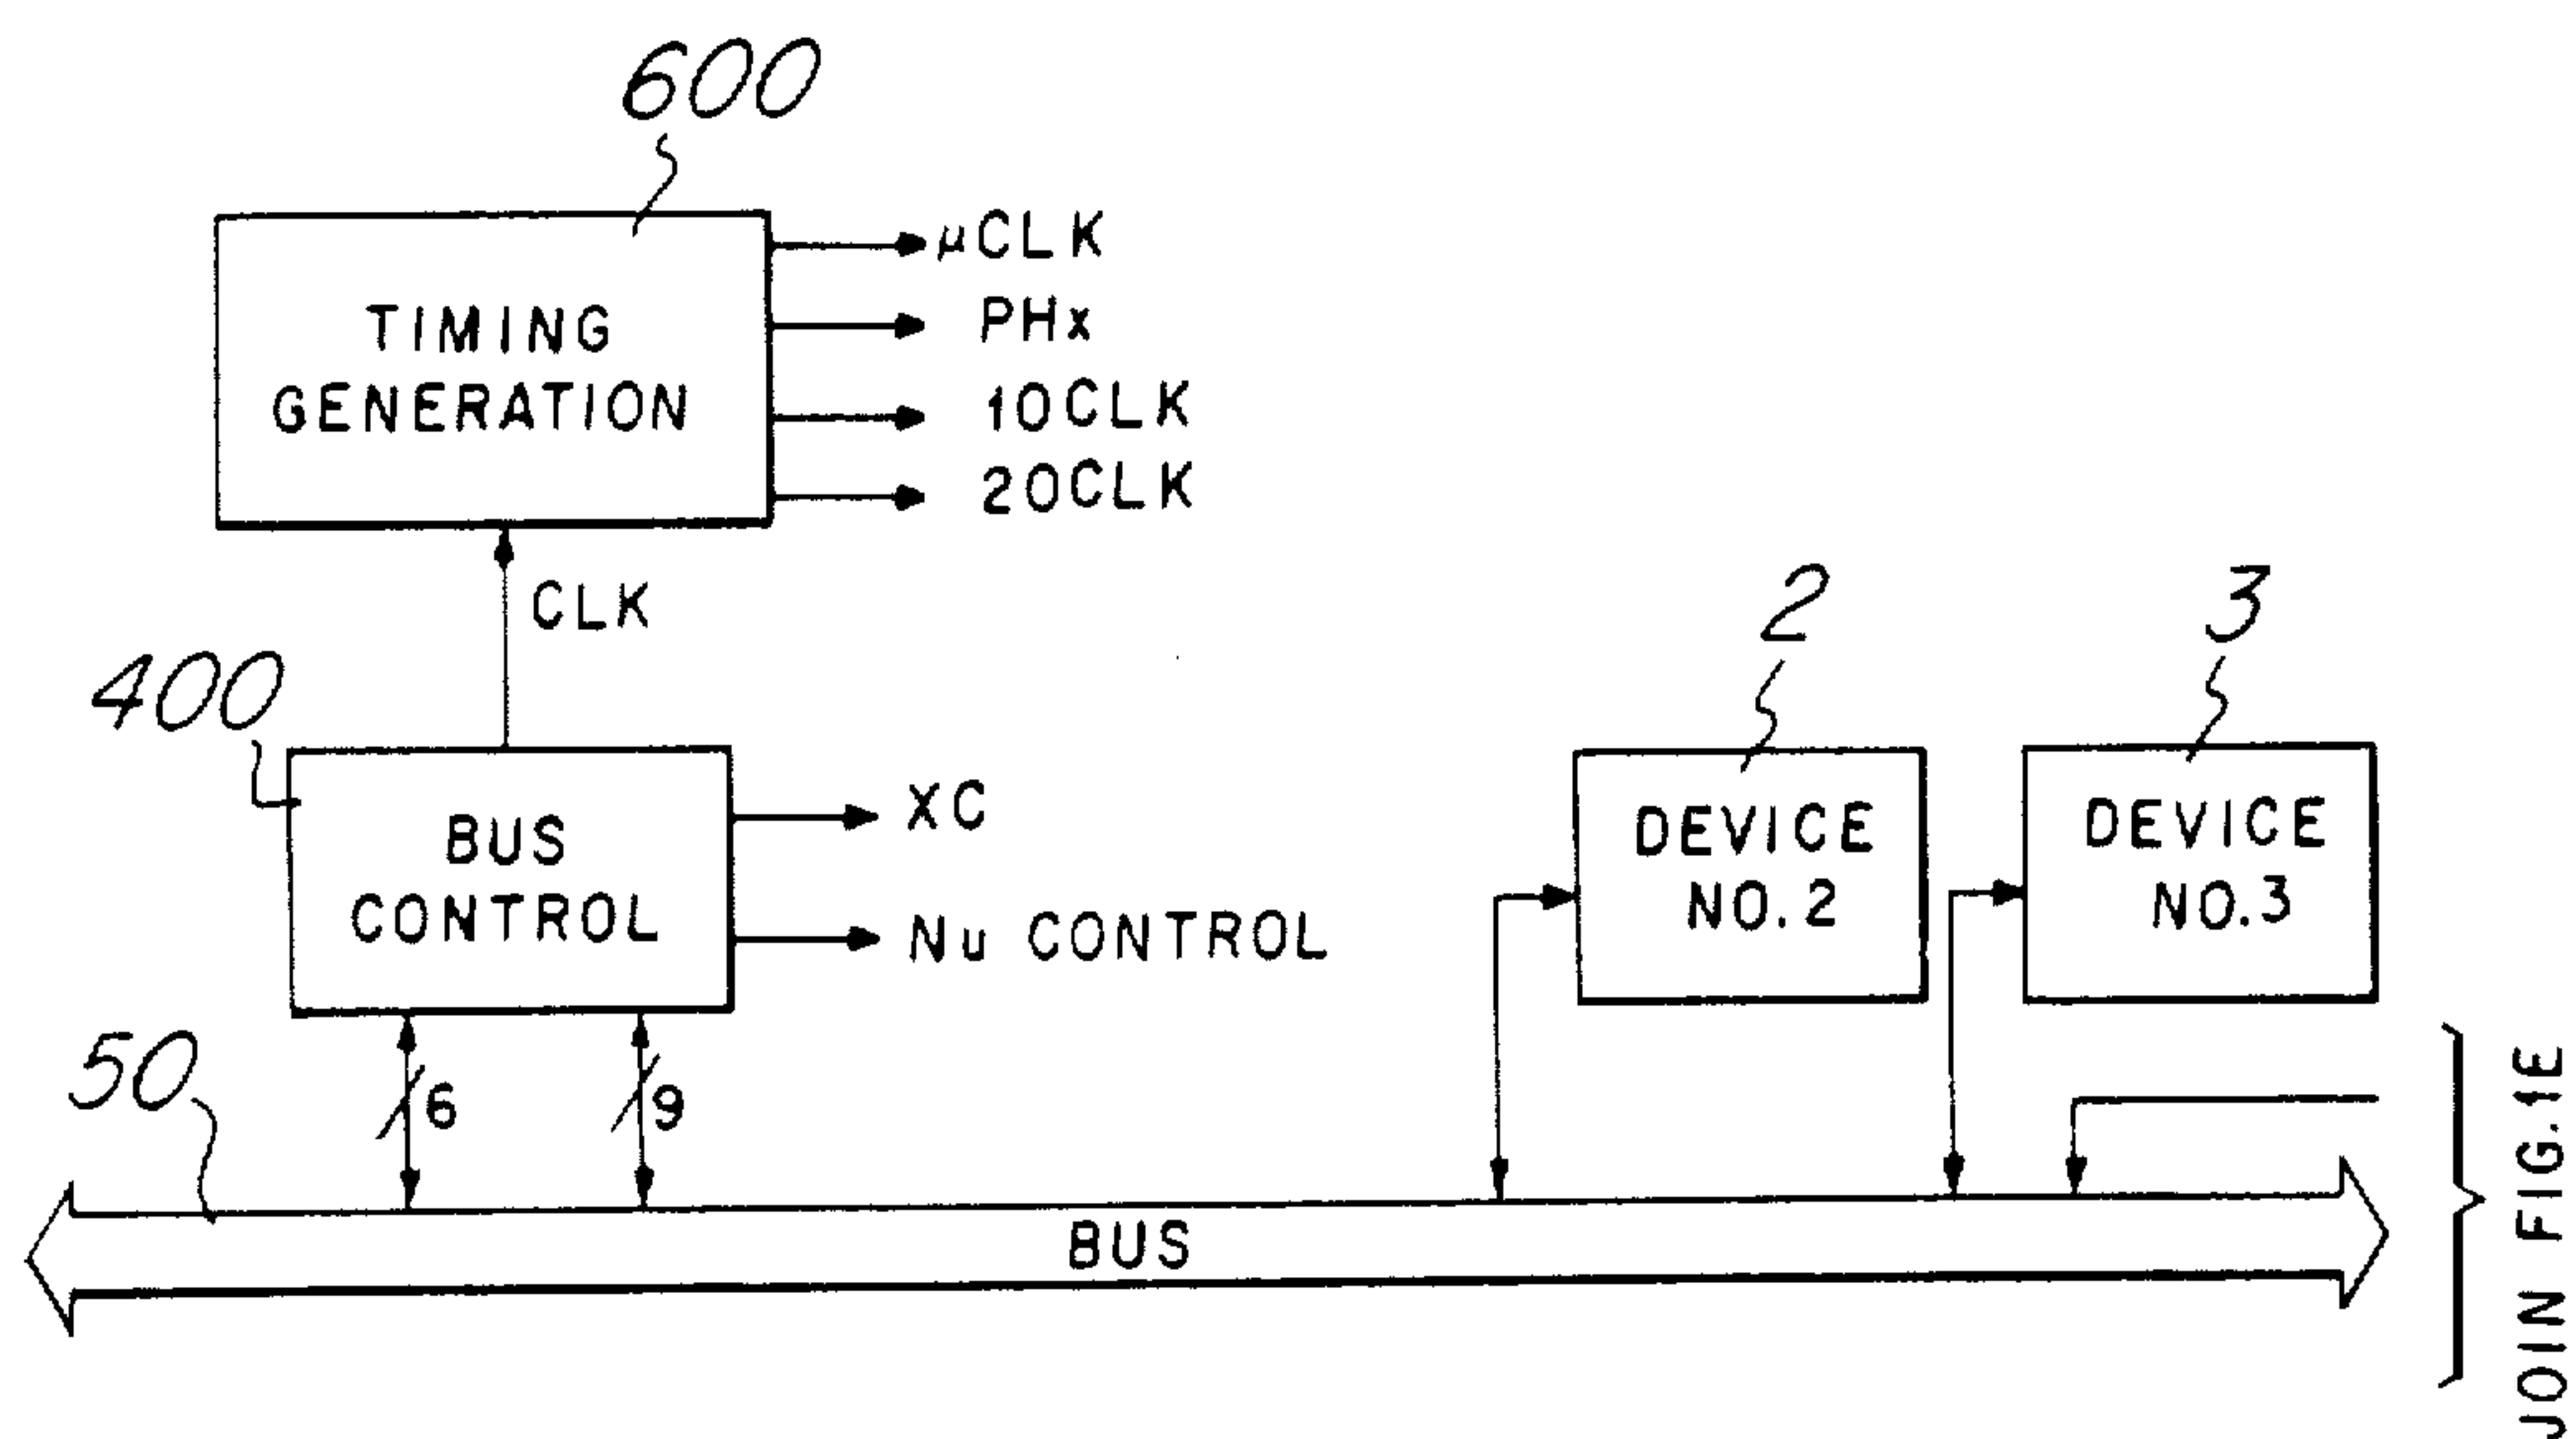 600
TIMING
GENERATION
μCLK
PHx
10CLK
20CLK
CLK
400
BUS
CONTROL
XC
Nu CONTROL
2
DEVICE
NO.2
3
DEVICE
NO.3
50
6
9
BUS
JOIN FIG.1E